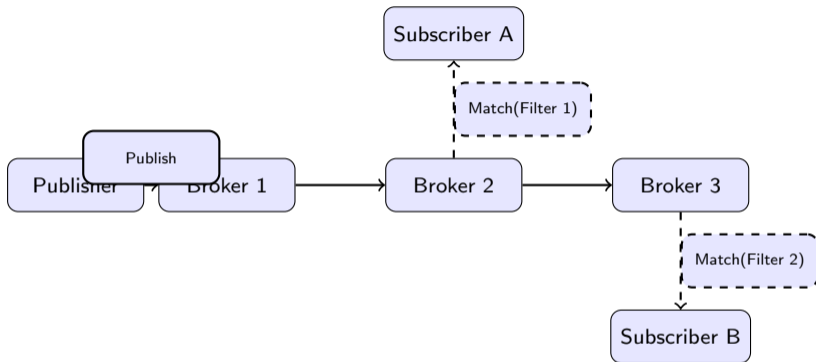 Subscriber A
Match(Filter 1)
Publish
Publisher
Broker 1
Broker 2
Broker 3
Match(Filter 2)
Subscriber B